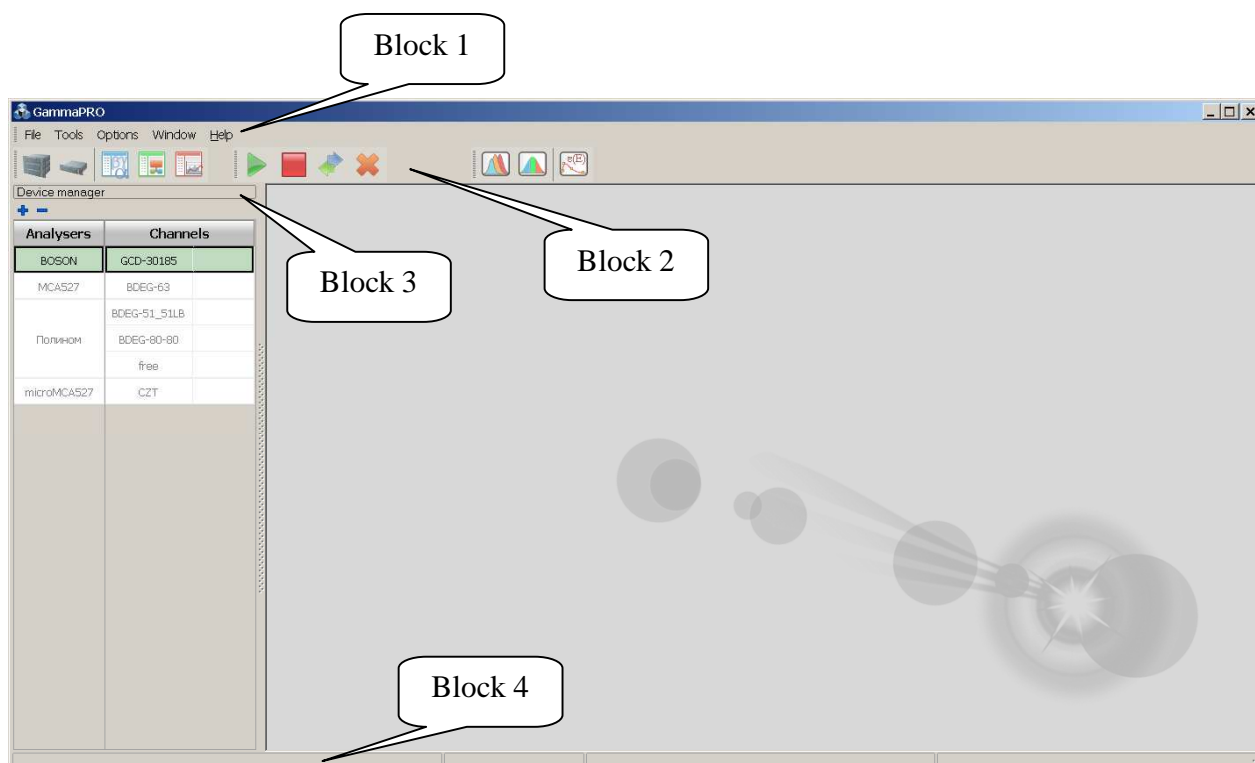 Block 1
GammaPRO
File Tools Options Window Help
ε(E)
Device manager
Analysers Channels
BOSON GCD-30185
MCA527 BDEG-63
BDEG-51_51LB
Полином BDEG-80-80
free
microMCA527 CZT
Block 3
Block 2
Block 4